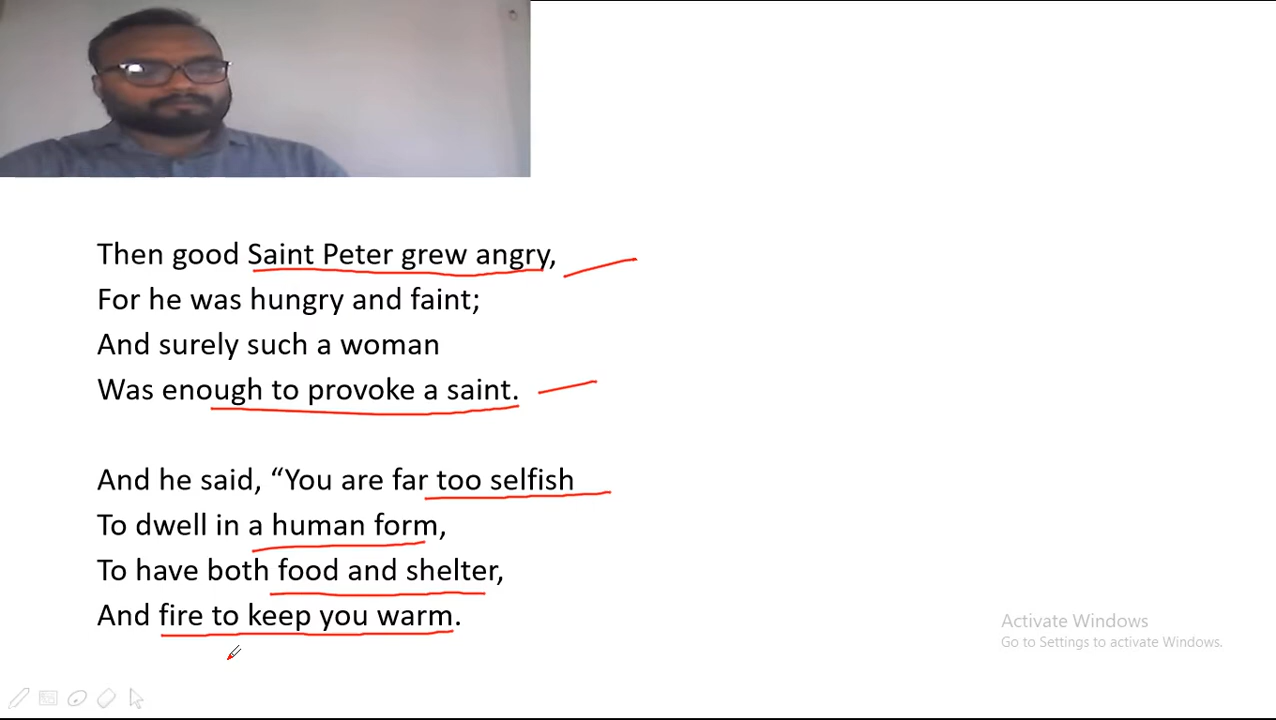 Then good Saint Peter grew angry,
For he was hungry and faint;
And surely such a woman
Was enough to provoke a saint.
And he said, “You are far too selfish
To dwell in a human form,
To have both food and shelter,
And fire to keep you warm.
Activate Windows
Go to Settings to activate Windows.